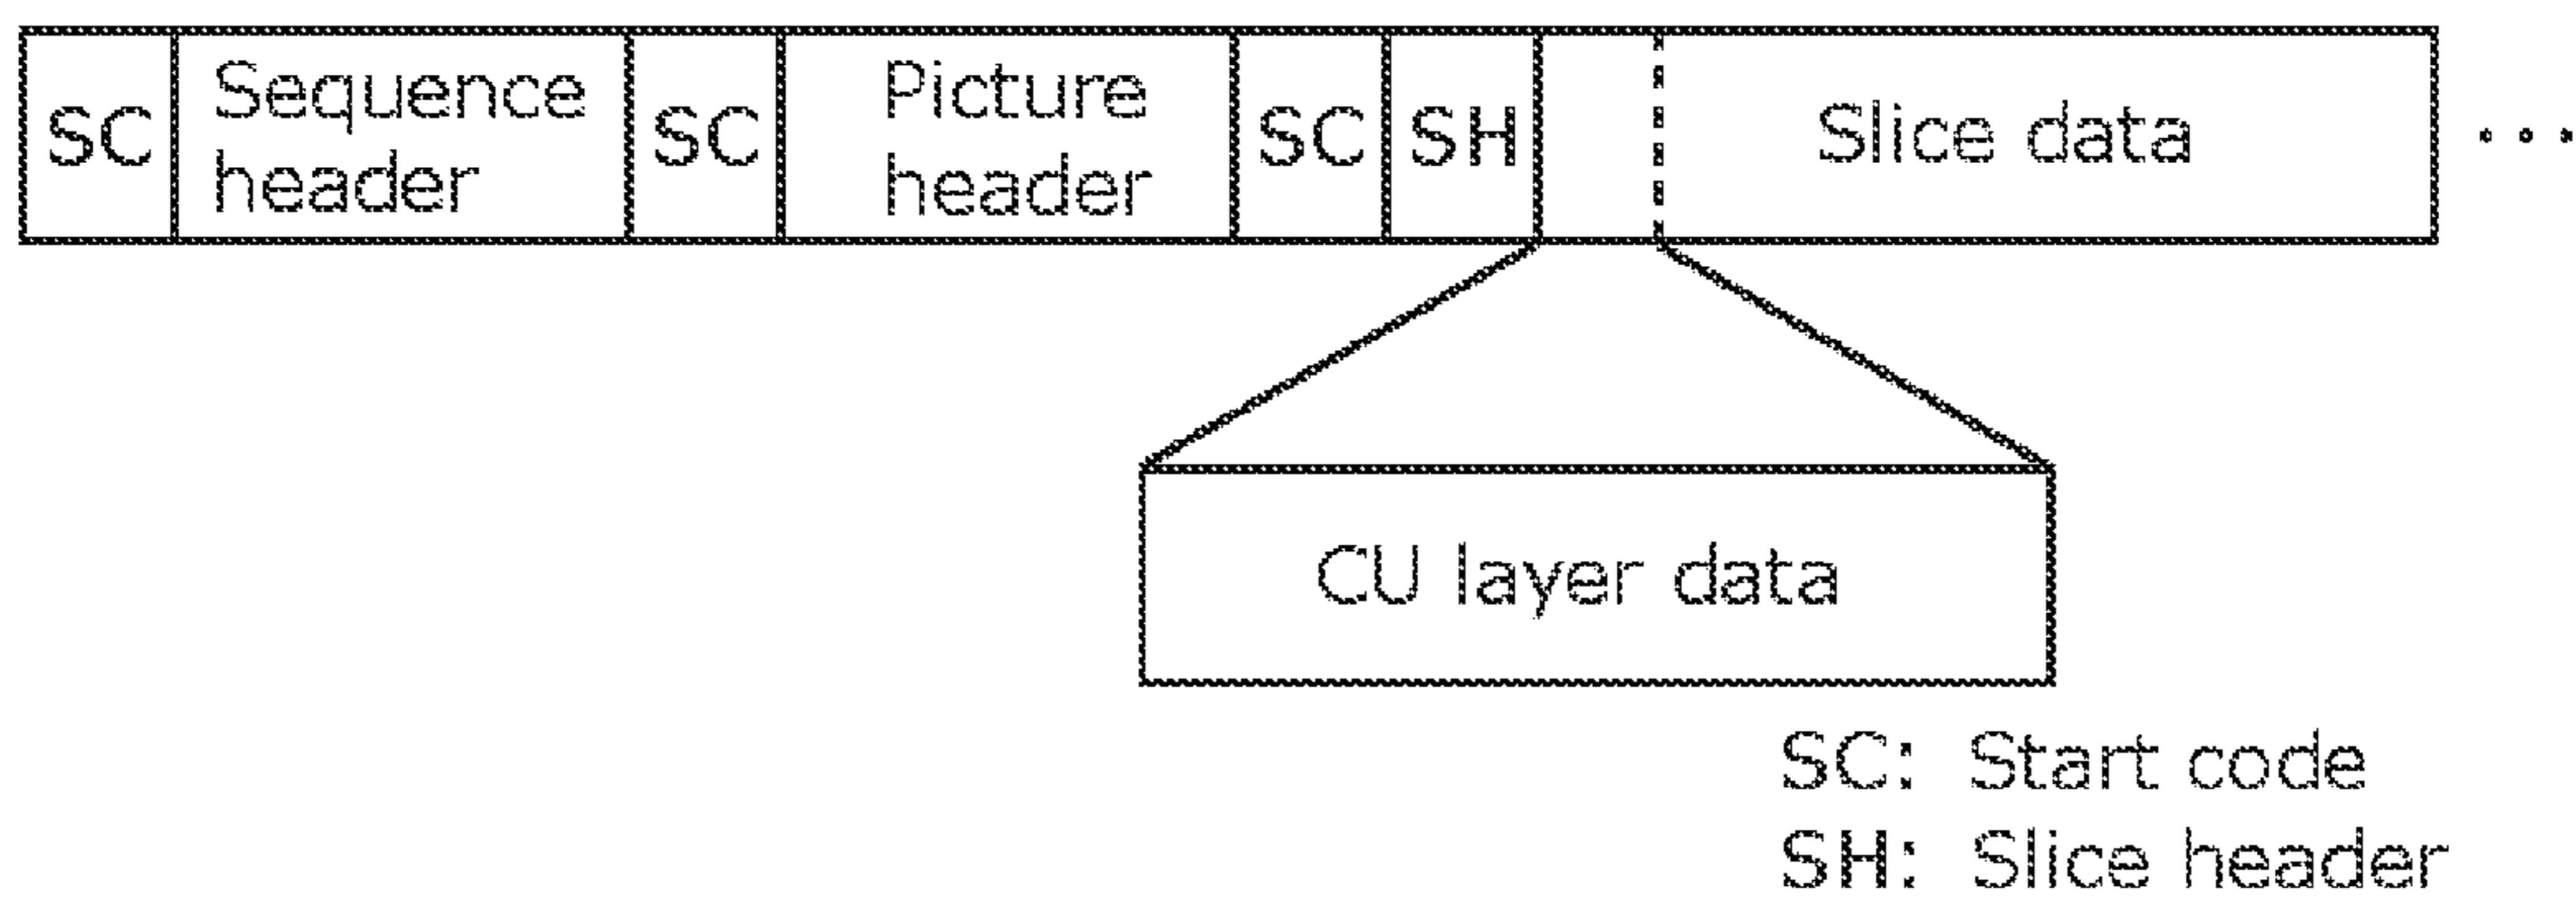 SC Sequence header SC Picture header SC SH Slice data ...
CU layer data
SC: Start code
SH: Slice header